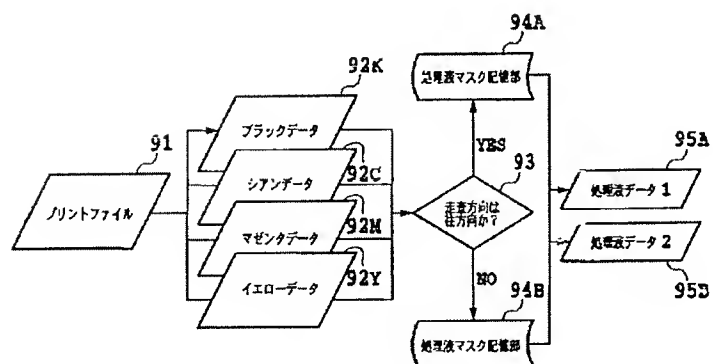 91
プリントファイル
92K
ブラックデータ
92C
シアンデータ
92M
マゼンタデータ
92Y
イエローデータ
93
走査方向は
往方向か?
YES
NO
94A
処理液マスク記憶部
94B
処理液マスク記憶部
95A
処理液データ 1
処理液データ 2
95B